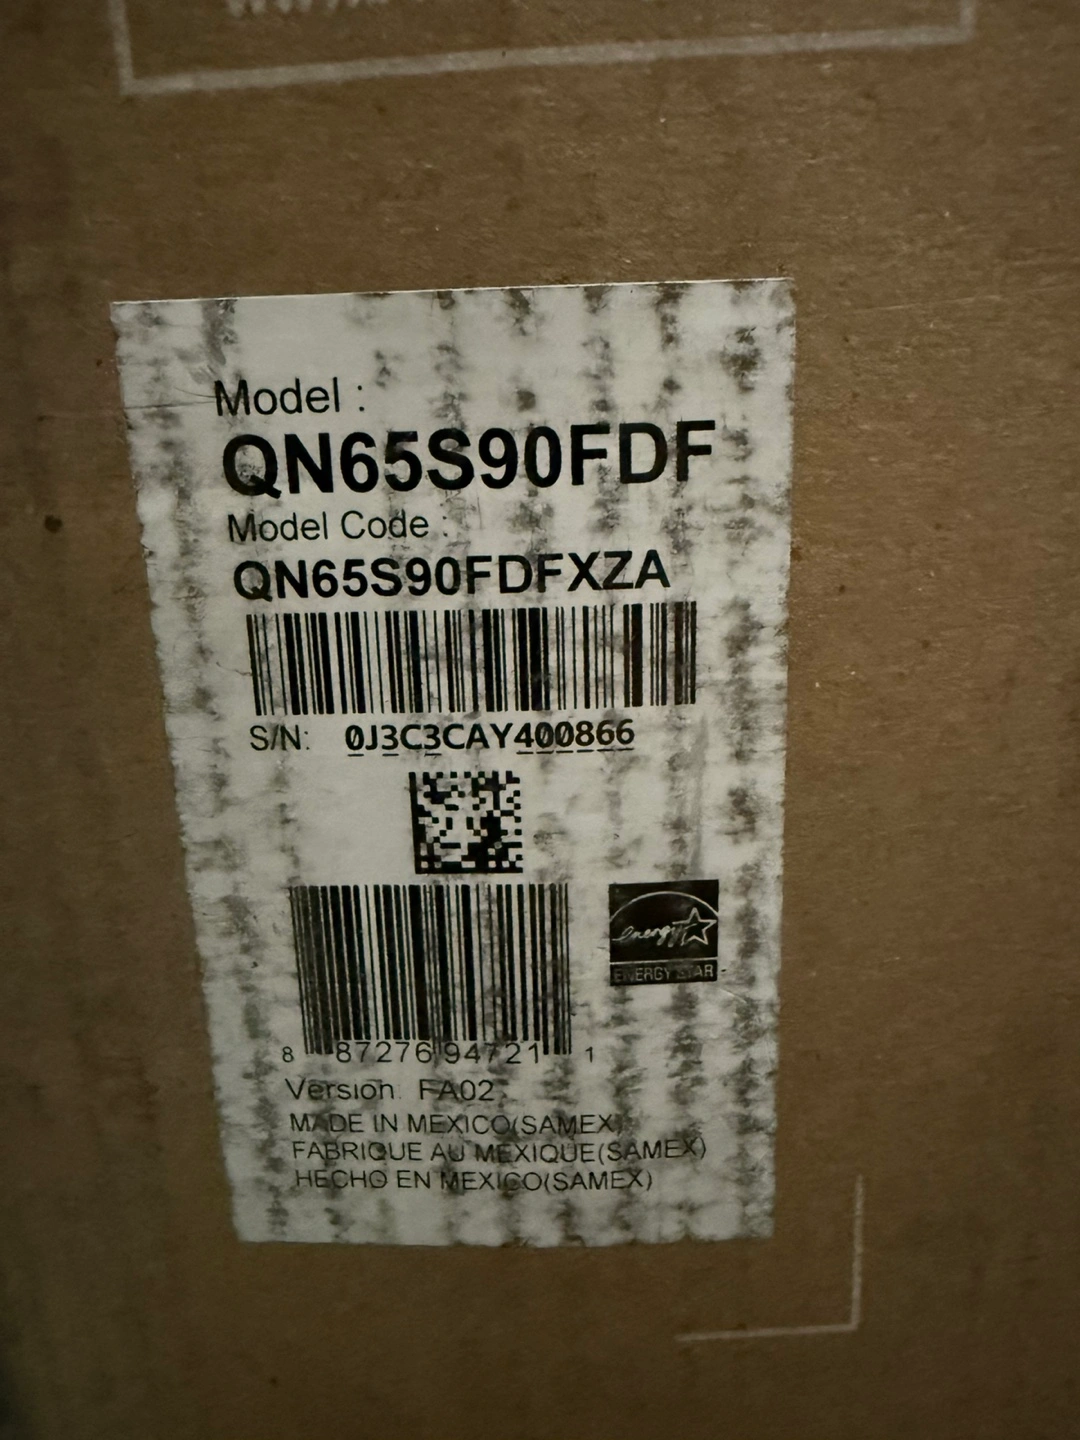 Model :
QN65S90FDF
Model Code :
QN65S90FDFXZA
S/N: 0J3C3CAY400866
energy
ENERGY STAR
8 87276 94721 1
Version FA02
MADE IN MEXICO(SAMEX)
FABRIQUE AU MEXIQUE(SAMEX)
HECHO EN MEXICO(SAMEX)